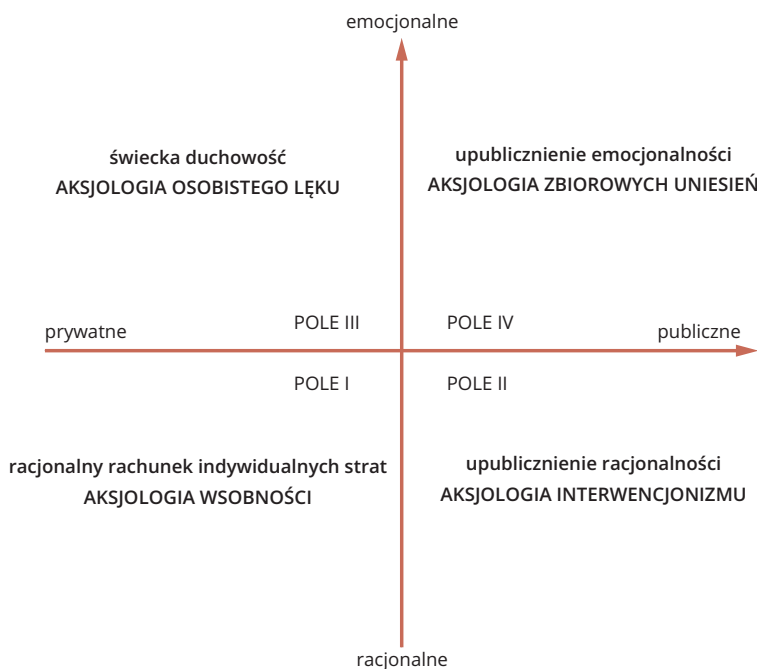 emocjonalne
świecka duchowość
AKSJOLOGIA OSOBISTEGO LĘKU
upublicznienie emocjonalności
AKSJOLOGIA ZBIOROWYCH UNIESIEŃ
prywatne
POLE III
POLE IV
publiczne
POLE I
POLE II
racjonalny rachunek indywidualnych strat
AKSJOLOGIA WSOBNOŚCI
upublicznienie racjonalności
AKSJOLOGIA INTERWENCJONIZMU
racjonalne